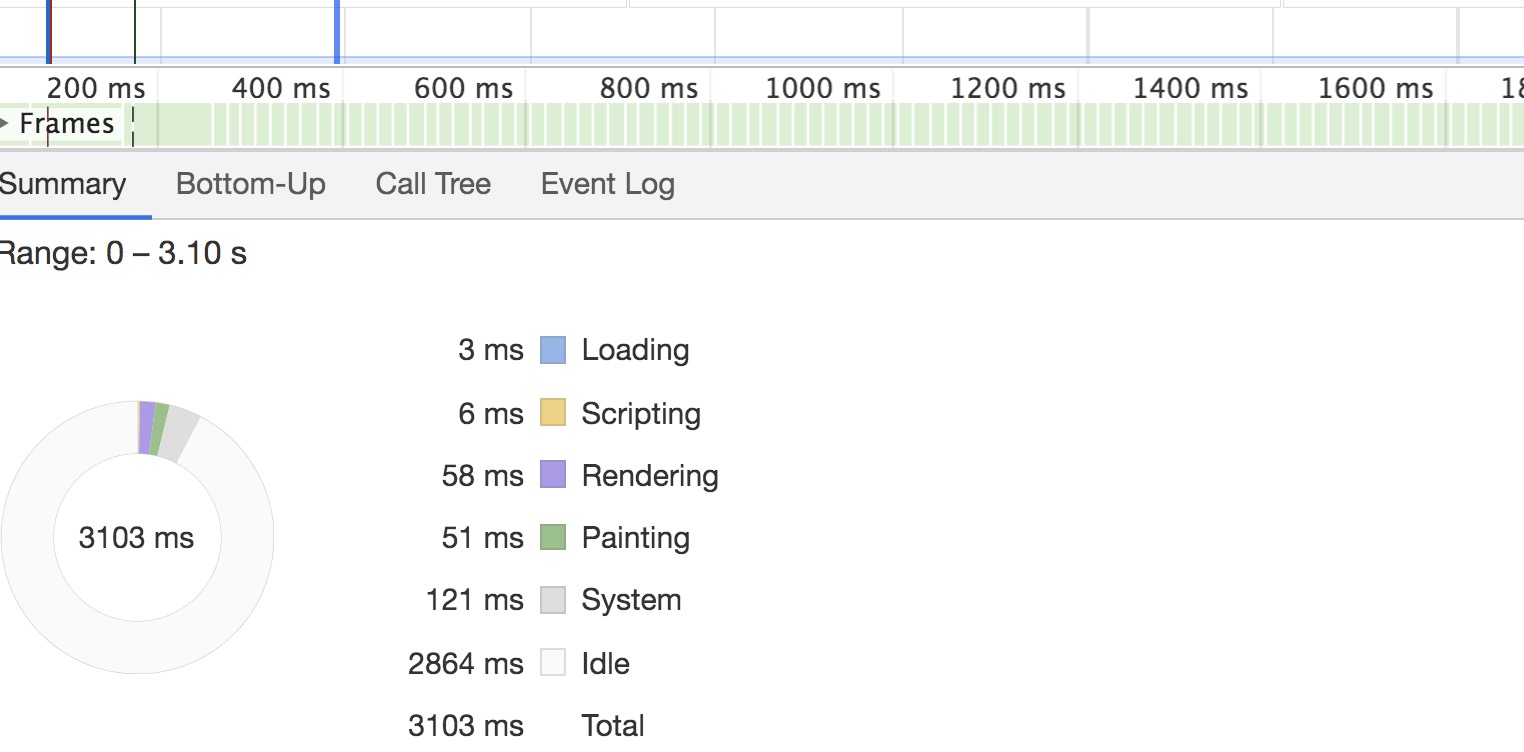 200 ms 400 ms 600 ms 800 ms 1000 ms 1200 ms 1400 ms 1600 ms
Frames
Summary Bottom-Up Call Tree Event Log
Range: 0 – 3.10 s
3 ms Loading
6 ms Scripting
58 ms Rendering
3103 ms
51 ms Painting
121 ms System
2864 ms Idle
3103 ms Total